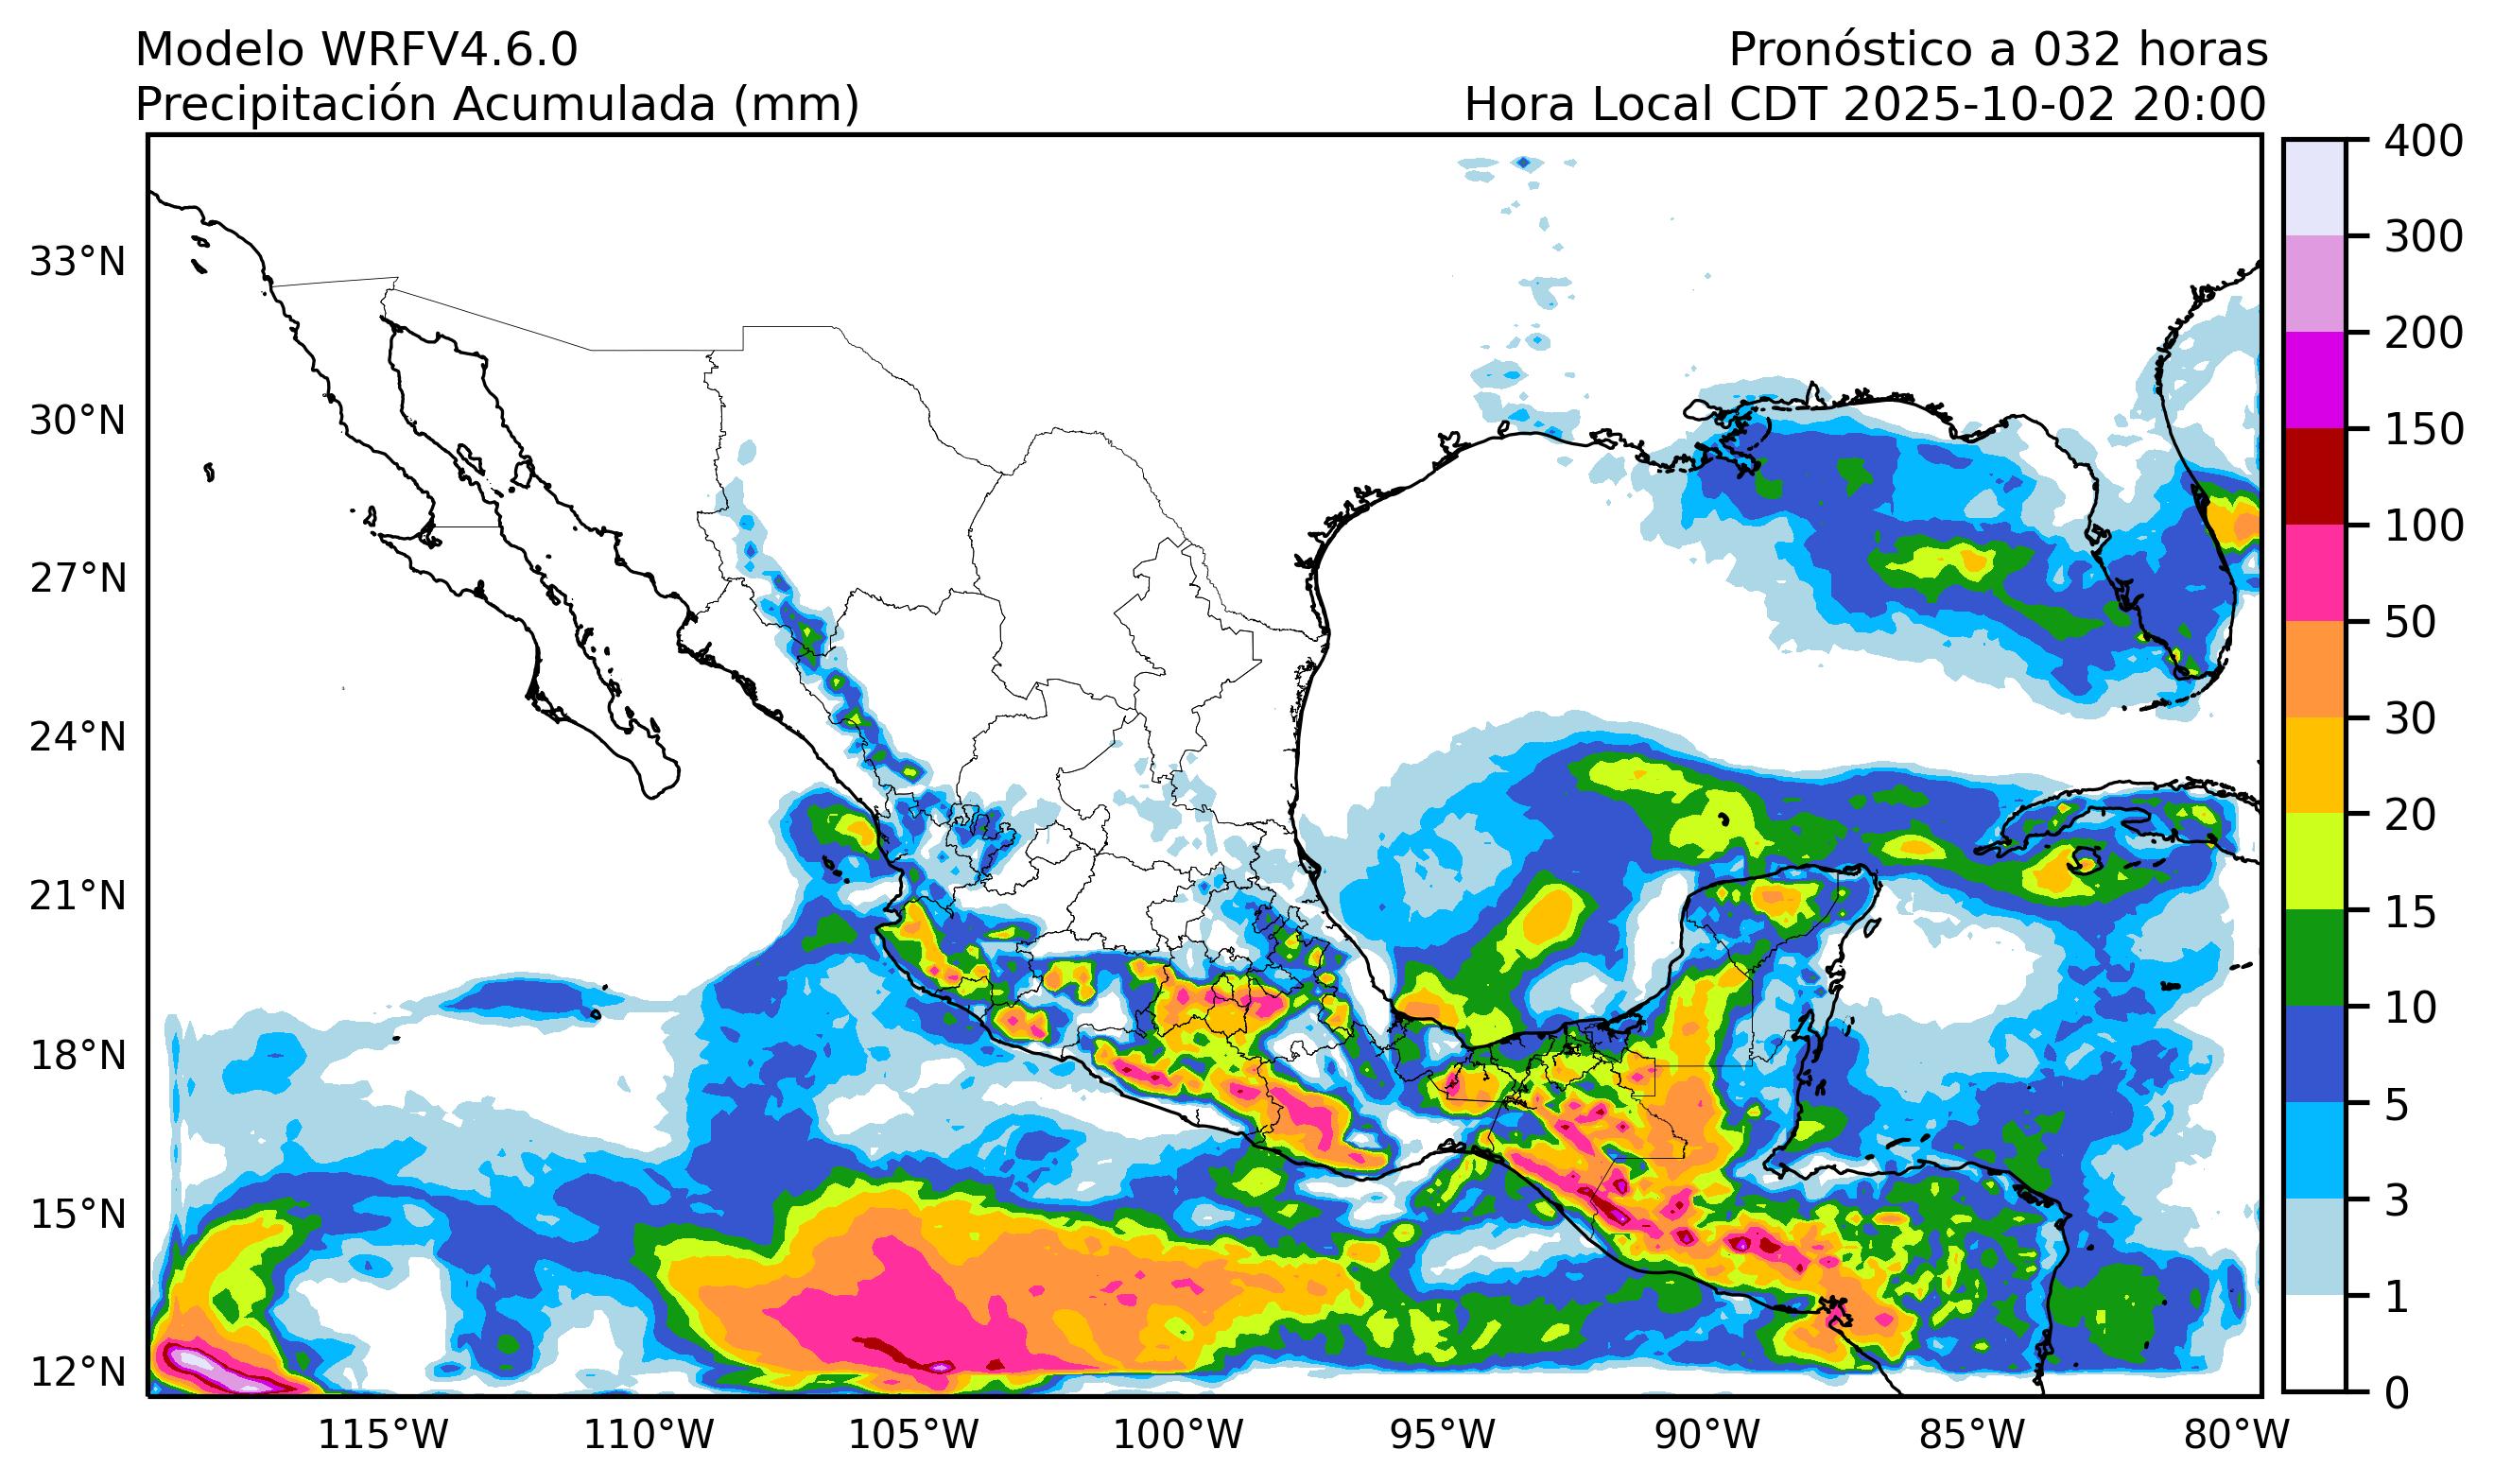 Modelo WRFV4.6.0
Precipitación Acumulada (mm)
Pronóstico a 032 horas
Hora Local CDT 2025-10-02 20:00
33°N
30°N
27°N
24°N
21°N
18°N
15°N
12°N
115°W
110°W
105°W
100°W
95°W
90°W
85°W
80°W
400
300
200
150
100
50
30
20
15
10
5
3
1
0